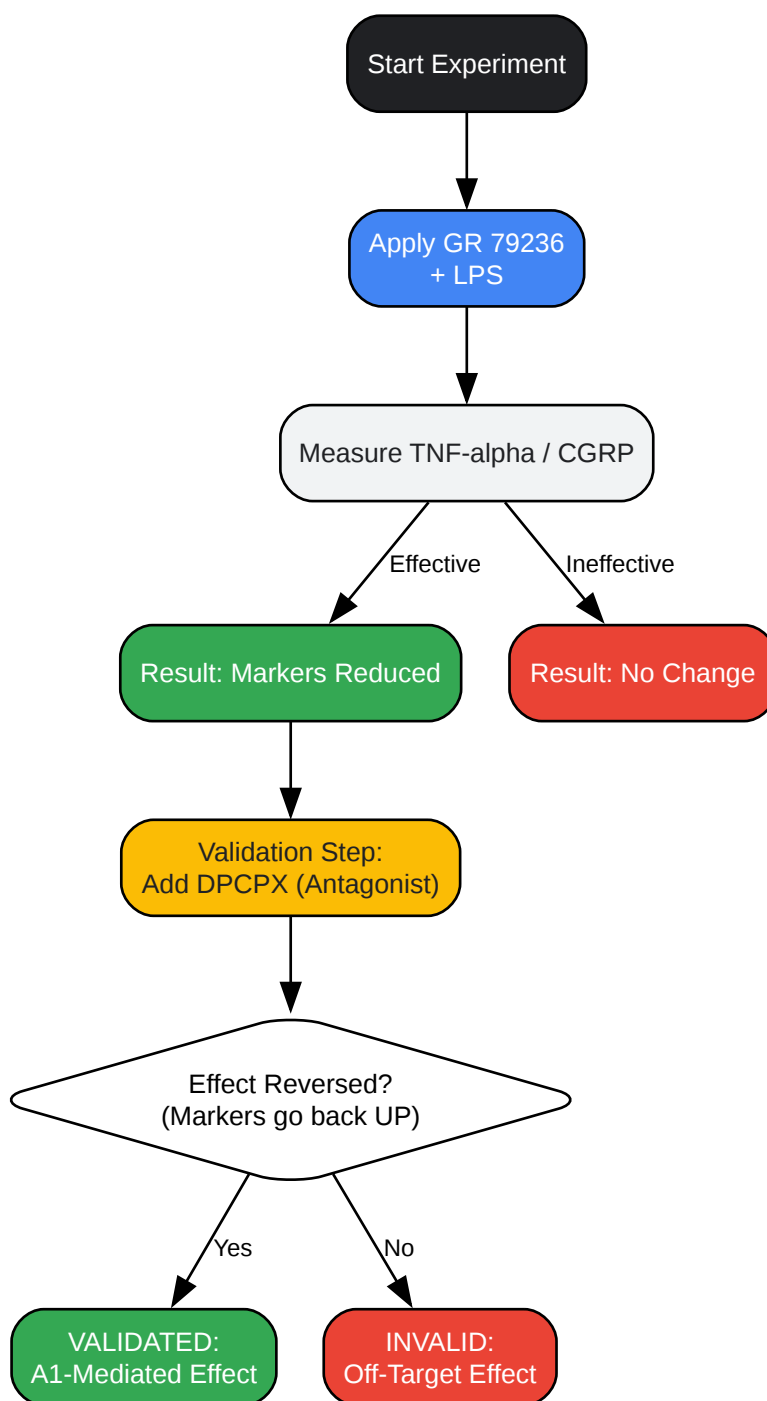 Start Experiment
Apply GR 79236
+ LPS
Measure TNF-alpha / CGRP
Effective
Ineffective
Result: Markers Reduced
Result: No Change
Validation Step:
Add DPCPX (Antagonist)
Effect Reversed?
(Markers go back UP)
Yes
No
VALIDATED:
A1-Mediated Effect
INVALID:
Off-Target Effect